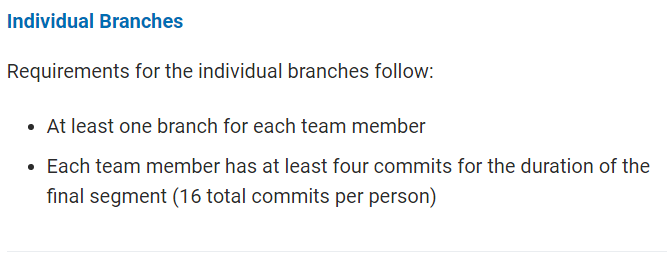 Individual Branches
Requirements for the individual branches follow:
• At least one branch for each team member
• Each team member has at least four commits for the duration of the
final segment (16 total commits per person)